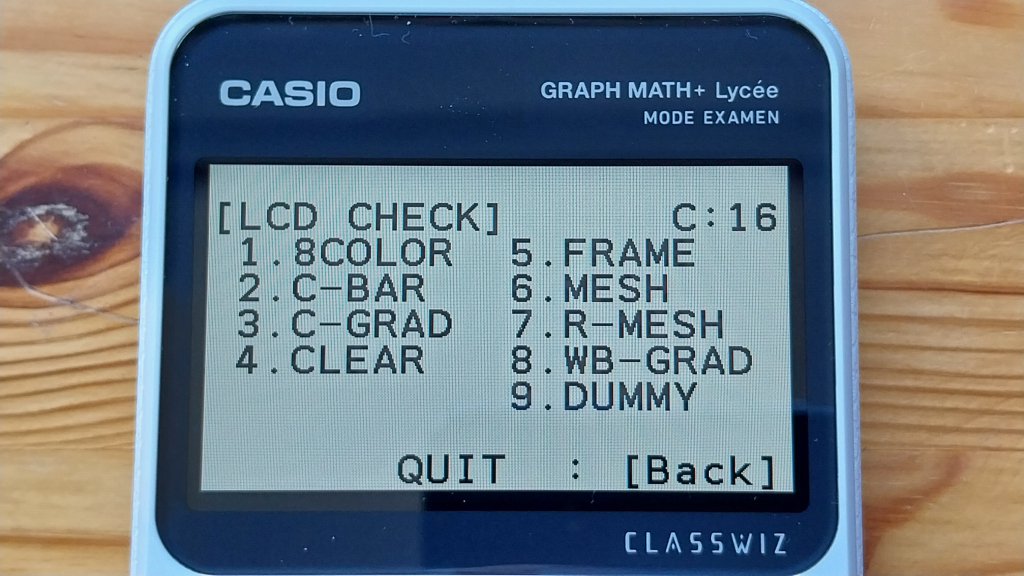 CASIO
GRAPH MATH+ Lycée
MODE EXAMEN
[LCD CHECK] C:16
1.8COLOR 5.FRAME
2.C-BAR 6.MESH
3.C-GRAD 7.R-MESH
4.CLEAR 8.WB-GRAD
9.DUMMY
QUIT : [Back]
CLASSWIZ